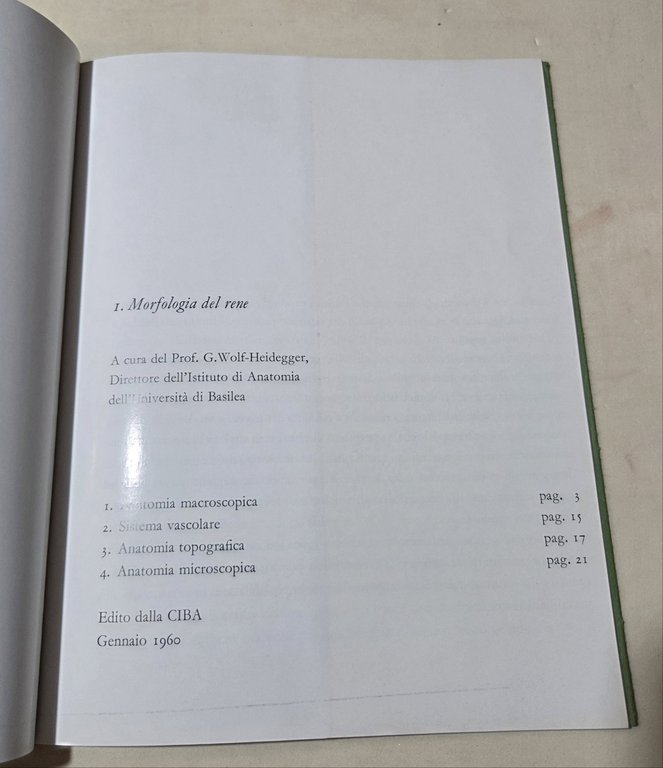 1. Morfologia del rene
A cura del Prof. G.Wolf-Heidegger,
Direttore dell'Istituto di Anatomia
dell'Università di Basilea
1. Anatomia macroscopica pag. 3
2. Sistema vascolare pag. 15
3. Anatomia topografica pag. 17
4. Anatomia microscopica pag. 21
Edito dalla CIBA
Gennaio 1960